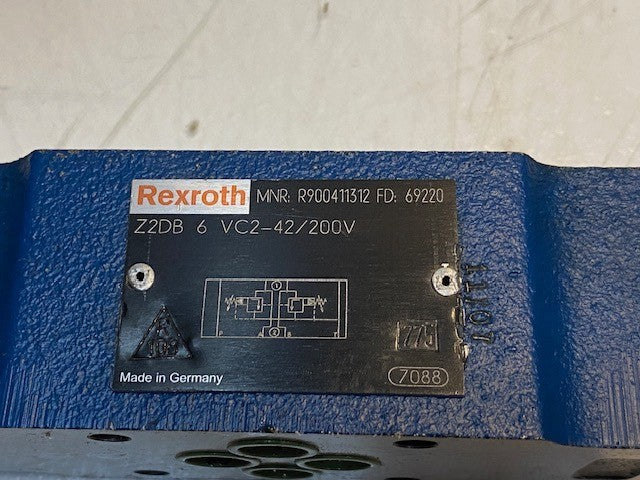 Rexroth MNR: R900411312 FD: 69220
Z2DB 6 VC2-42/200V
Made in Germany
7088